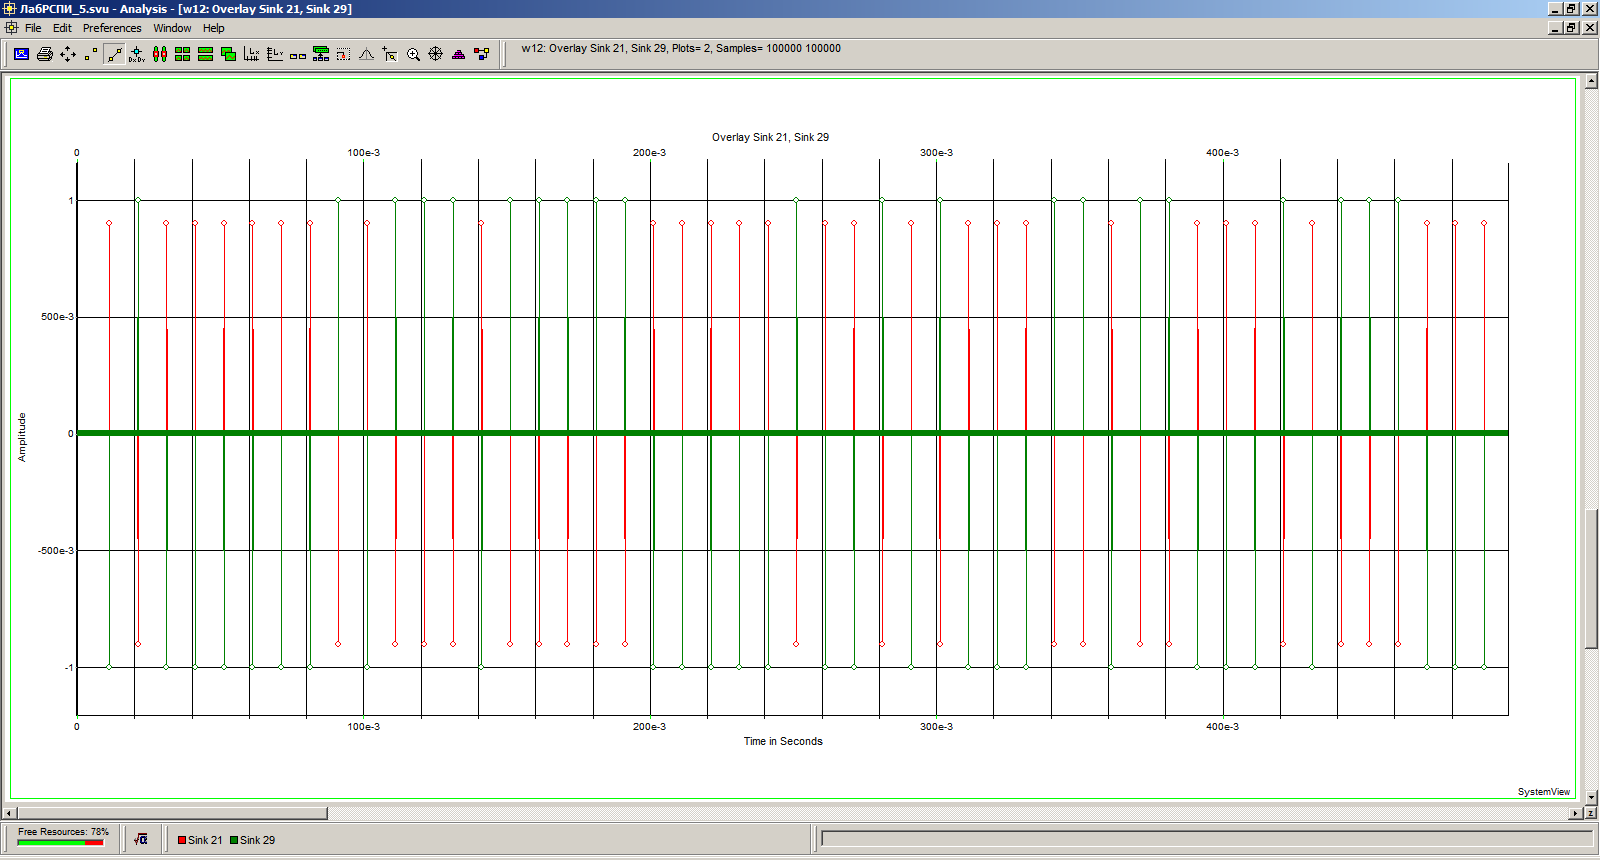 ЛабРСПИ_5.svu - Analysis - [w12: Overlay Sink 21, Sink 29]
File Edit Preferences Window Help
w12: Overlay Sink 21, Sink 29, Plots= 2, Samples= 100000 100000
Overlay Sink 21, Sink 29
0 100e-3 200e-3 300e-3 400e-3
1
500e-3
0
-500e-3
-1
Amplitude
0 100e-3 200e-3 300e-3 400e-3
Time in Seconds
SystemView
Free Resources: 78%
√α
Sink 21 Sink 29
z